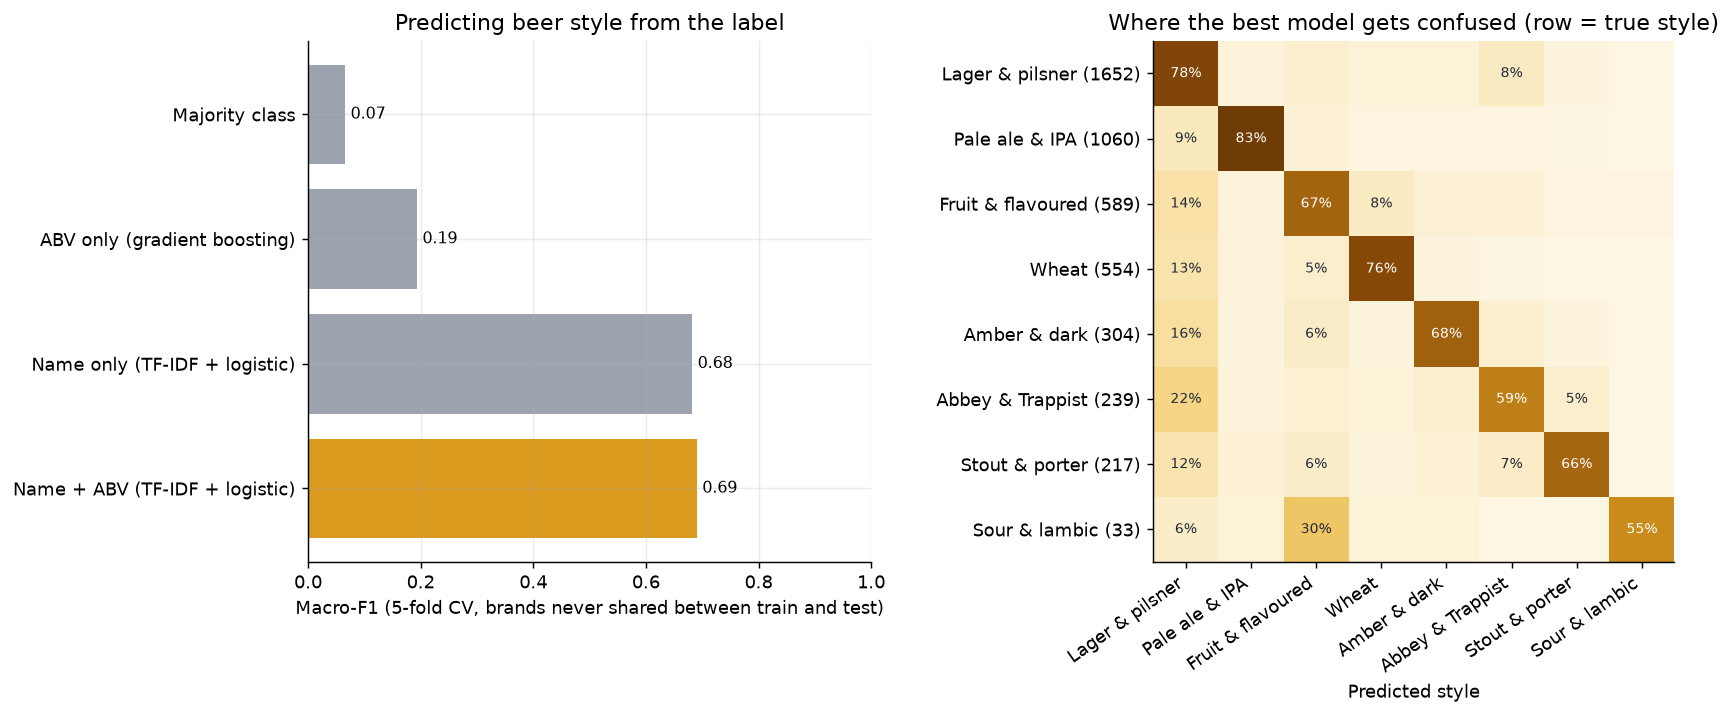 Predicting beer style from the label
Majority class
0.07
ABV only (gradient boosting)
0.19
Name only (TF-IDF + logistic)
0.68
Name + ABV (TF-IDF + logistic)
0.69
0.0 0.2 0.4 0.6 0.8 1.0
Macro-F1 (5-fold CV, brands never shared between train and test)
Where the best model gets confused (row = true style)
Lager & pilsner (1652) 78% 8%
Pale ale & IPA (1060) 9% 83%
Fruit & flavoured (589) 14% 67% 8%
Wheat (554) 13% 5% 76%
Amber & dark (304) 16% 6% 68%
Abbey & Trappist (239) 22% 59% 5%
Stout & porter (217) 12% 6% 7% 66%
Sour & lambic (33) 6% 30% 55%
Lager & pilsner
Pale ale & IPA
Fruit & flavoured
Wheat
Amber & dark
Abbey & Trappist
Stout & porter
Sour & lambic
Predicted style